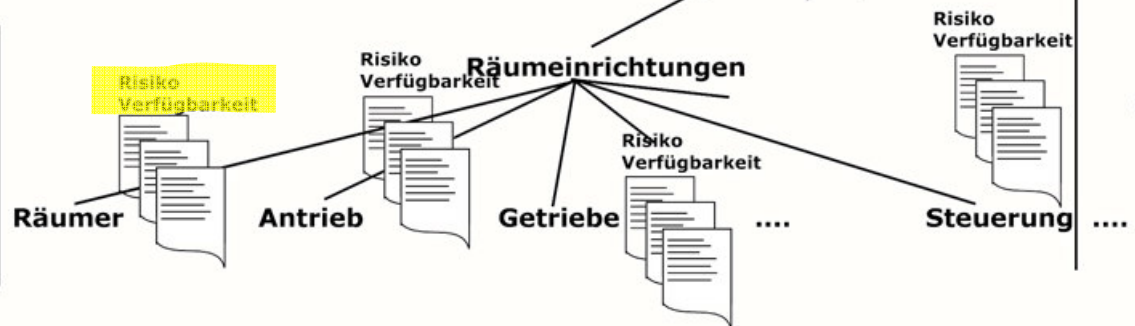 Risiko
Verfügbarkeit
Risiko
Verfügbarkeit
Räumeinrichtungen
Risiko
Verfügbarkeit
Risiko
Verfügbarkeit
Räumer
Antrieb
Getriebe
....
Steuerung
....